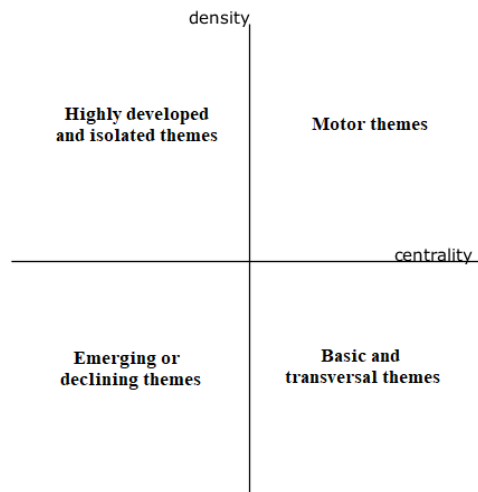 density
Highly developed
and isolated themes
Motor themes
centrality
Emerging or
declining themes
Basic and
transversal themes